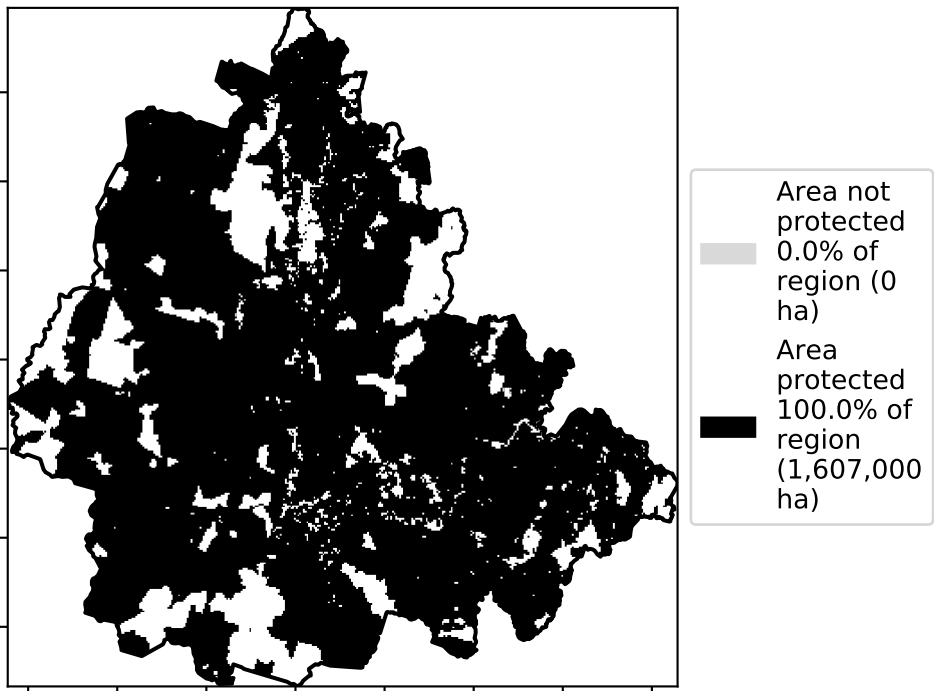 Area not
protected
0.0% of
region (0
ha)
Area
protected
100.0% of
region
(1,607,000
ha)